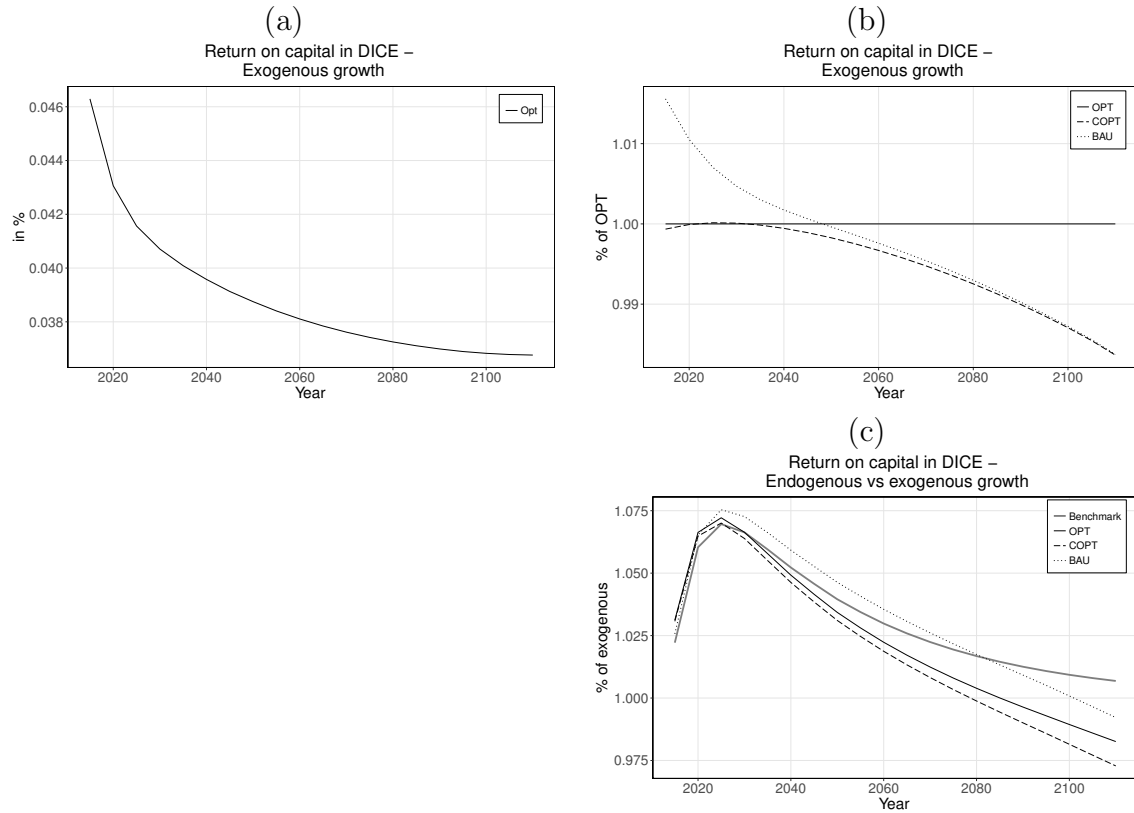 (a)
Return on capital in DICE –
Exogenous growth
in %
0.046
0.044
0.042
0.040
0.038
Opt
2020 2040 2060 2080 2100
Year
(b)
Return on capital in DICE –
Exogenous growth
% of OPT
1.01
1.00
0.99
OPT
COPT
BAU
2020 2040 2060 2080 2100
Year
(c)
Return on capital in DICE –
Endogenous vs exogenous growth
% of exogenous
1.075
1.050
1.025
1.000
0.975
Benchmark
OPT
COPT
BAU
2020 2040 2060 2080 2100
Year